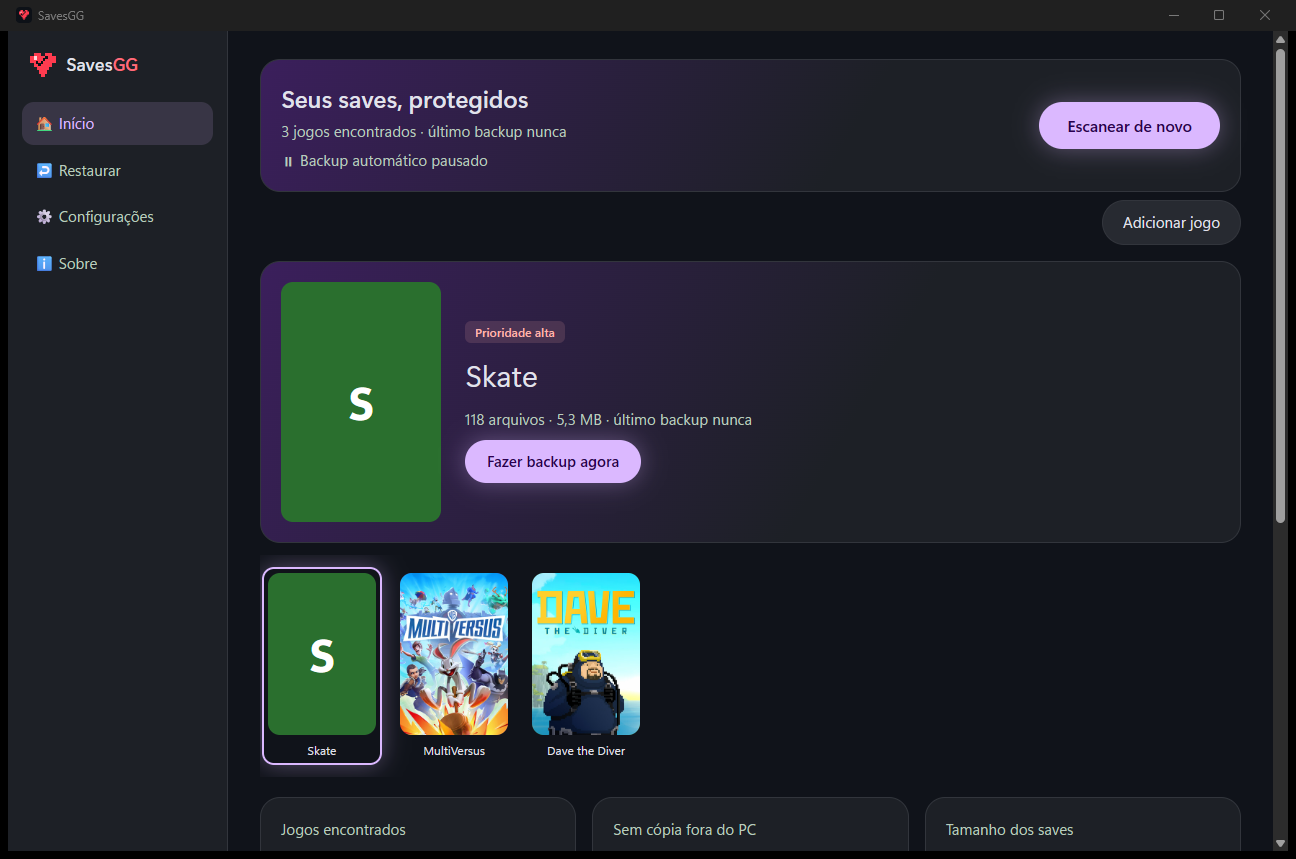 SavesGG
SavesGG
Início
Restaurar
Configurações
Sobre
Seus saves, protegidos
3 jogos encontrados · último backup nunca
Backup automático pausado
Escanear de novo
Adicionar jogo
S
Prioridade alta
Skate
118 arquivos · 5,3 MB · último backup nunca
Fazer backup agora
S
Skate
MULTIVERSUS
MultiVersus
DAVE
THE DIVER
Dave the Diver
Jogos encontrados
Sem cópia fora do PC
Tamanho dos saves